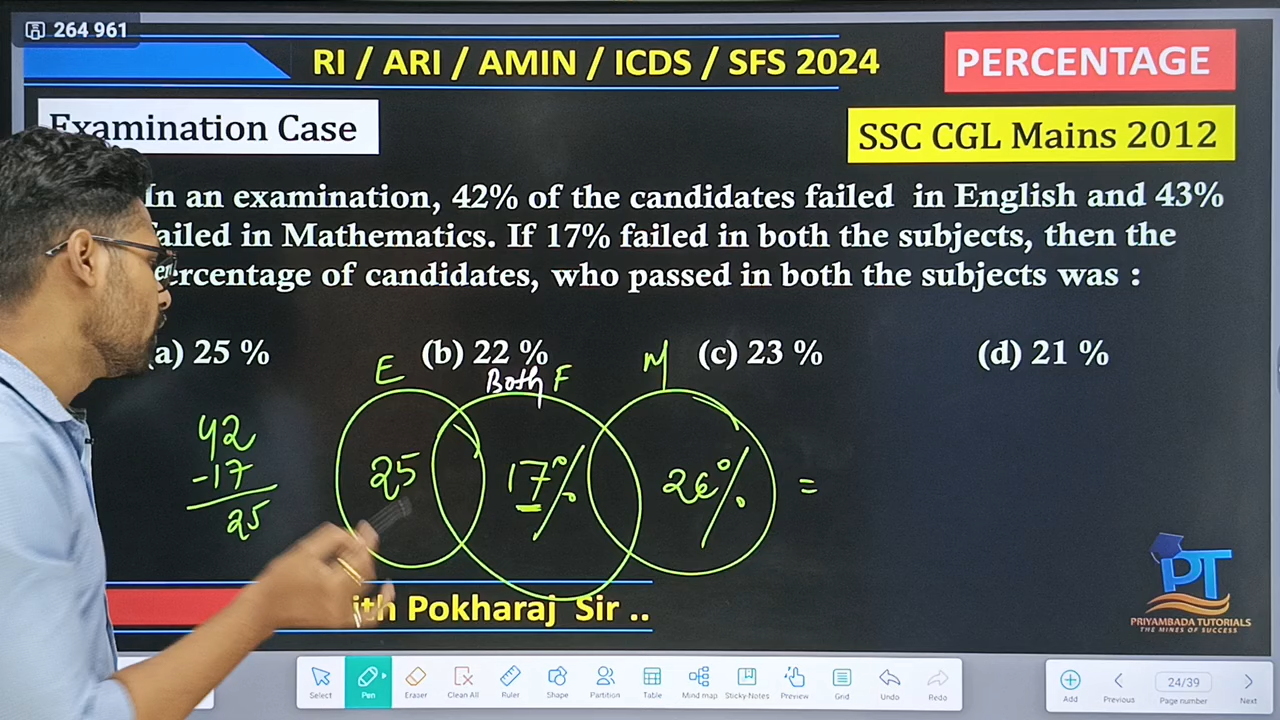 264 961
RI / ARI / AMIN / ICDS / SFS 2024
PERCENTAGE
Examination Case
SSC CGL Mains 2012
In an examination, 42% of the candidates failed in English and 43%
failed in Mathematics. If 17% failed in both the subjects, then the
percentage of candidates, who passed in both the subjects was :
(a) 25 % (b) 22 % (c) 23 % (d) 21 %
E Both F M
42
-17
25
25 17% 26% =
ith Pokharaj Sir ..
PT
PRIYAMBADA TUTORIALS
THE MINES OF SUCCESS
Select Pen Eraser Clean All Ruler Shape Partition Table Mind map Sticky Notes Preview Grid Undo Redo
Add Previous 24/39 Page number Next